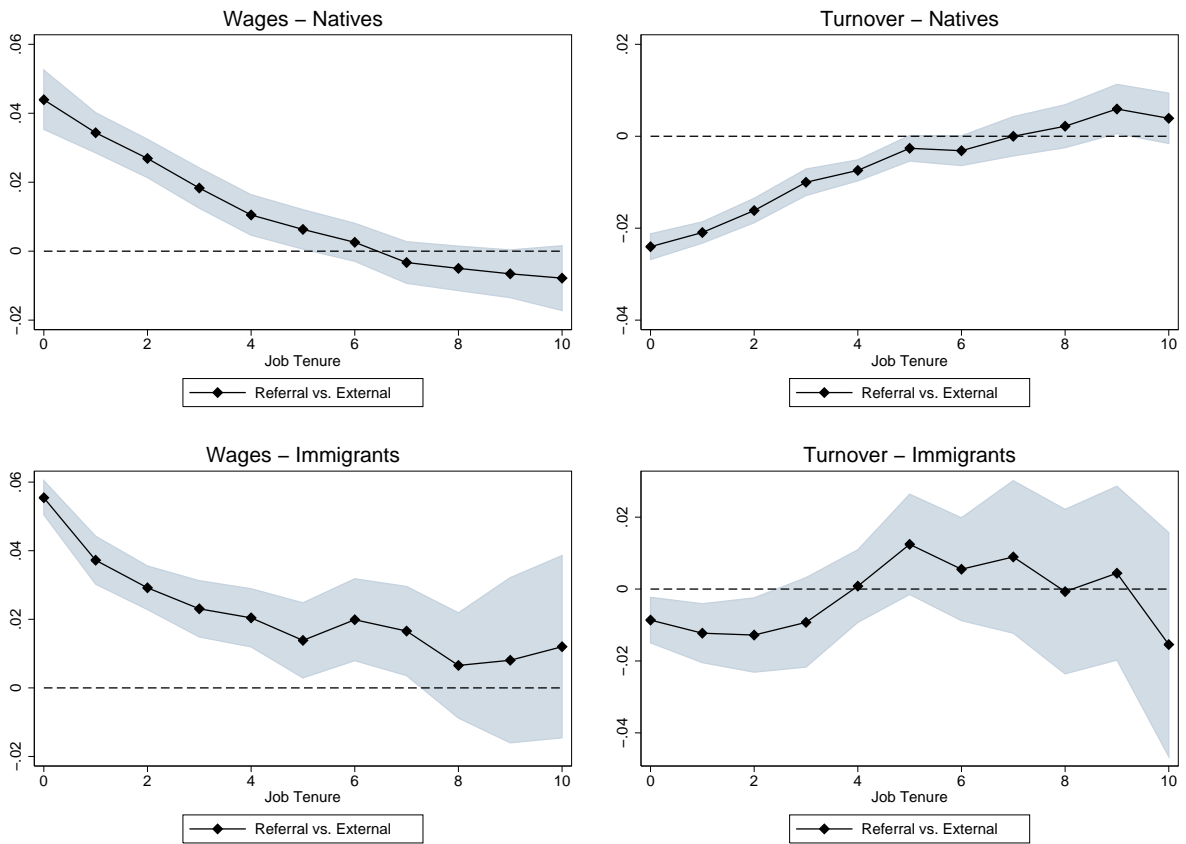 Wages – Natives
.06
.04
.02
0
−.02
0 2 4 6 8 10
Job Tenure
Referral vs. External
Turnover – Natives
.02
0
−.02
−.04
0 2 4 6 8 10
Job Tenure
Referral vs. External
Wages – Immigrants
.06
.04
.02
0
−.02
0 2 4 6 8 10
Job Tenure
Referral vs. External
Turnover – Immigrants
.02
0
−.02
−.04
0 2 4 6 8 10
Job Tenure
Referral vs. External